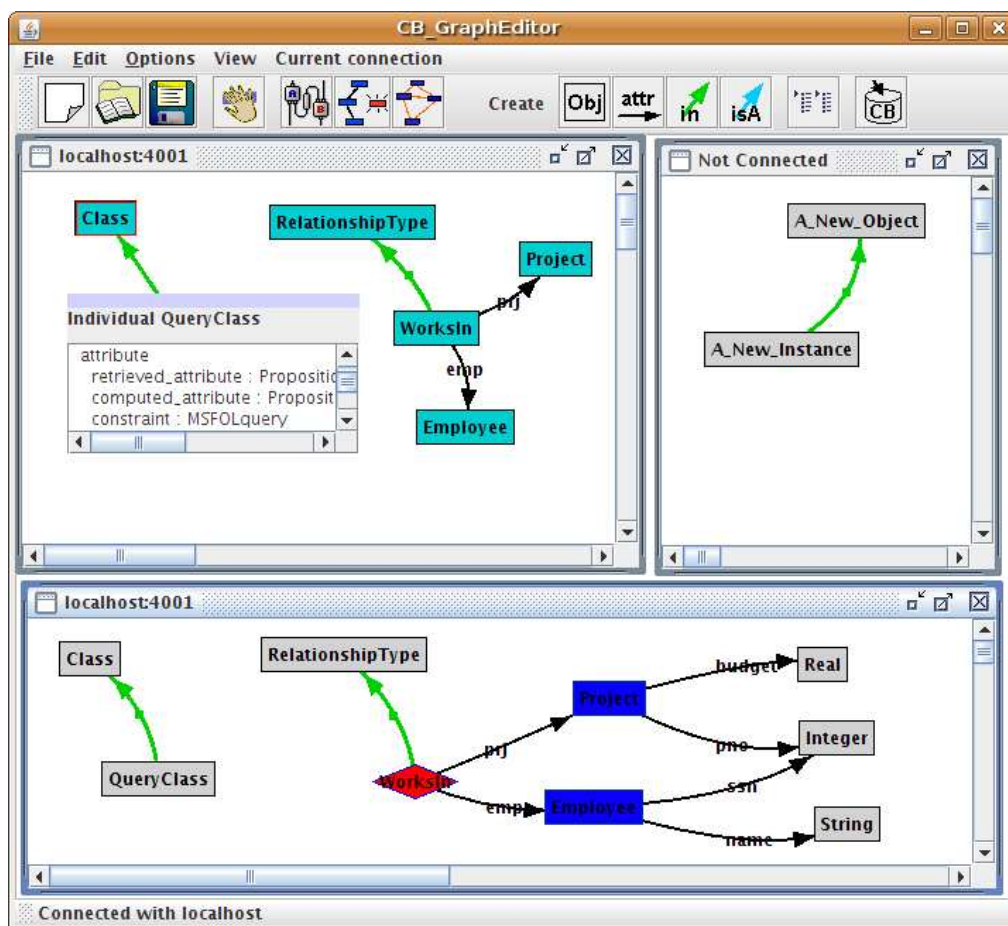 CB_GraphEditor
File Edit Options View Current connection
Create Obj attr in isA CB
A
B
localhost:4001
Class
RelationshipType
Project
prj
WorksIn
emp
Employee
Individual QueryClass
attribute
retrieved_attribute : Propositio
computed_attribute : Proposit
constraint : MSFOLquery
Not Connected
A_New_Object
A_New_Instance
localhost:4001
Class
RelationshipType
QueryClass
WorksIn
prj
emp
Project
Employee
budget
pno
ssn
name
Real
Integer
String
Connected with localhost